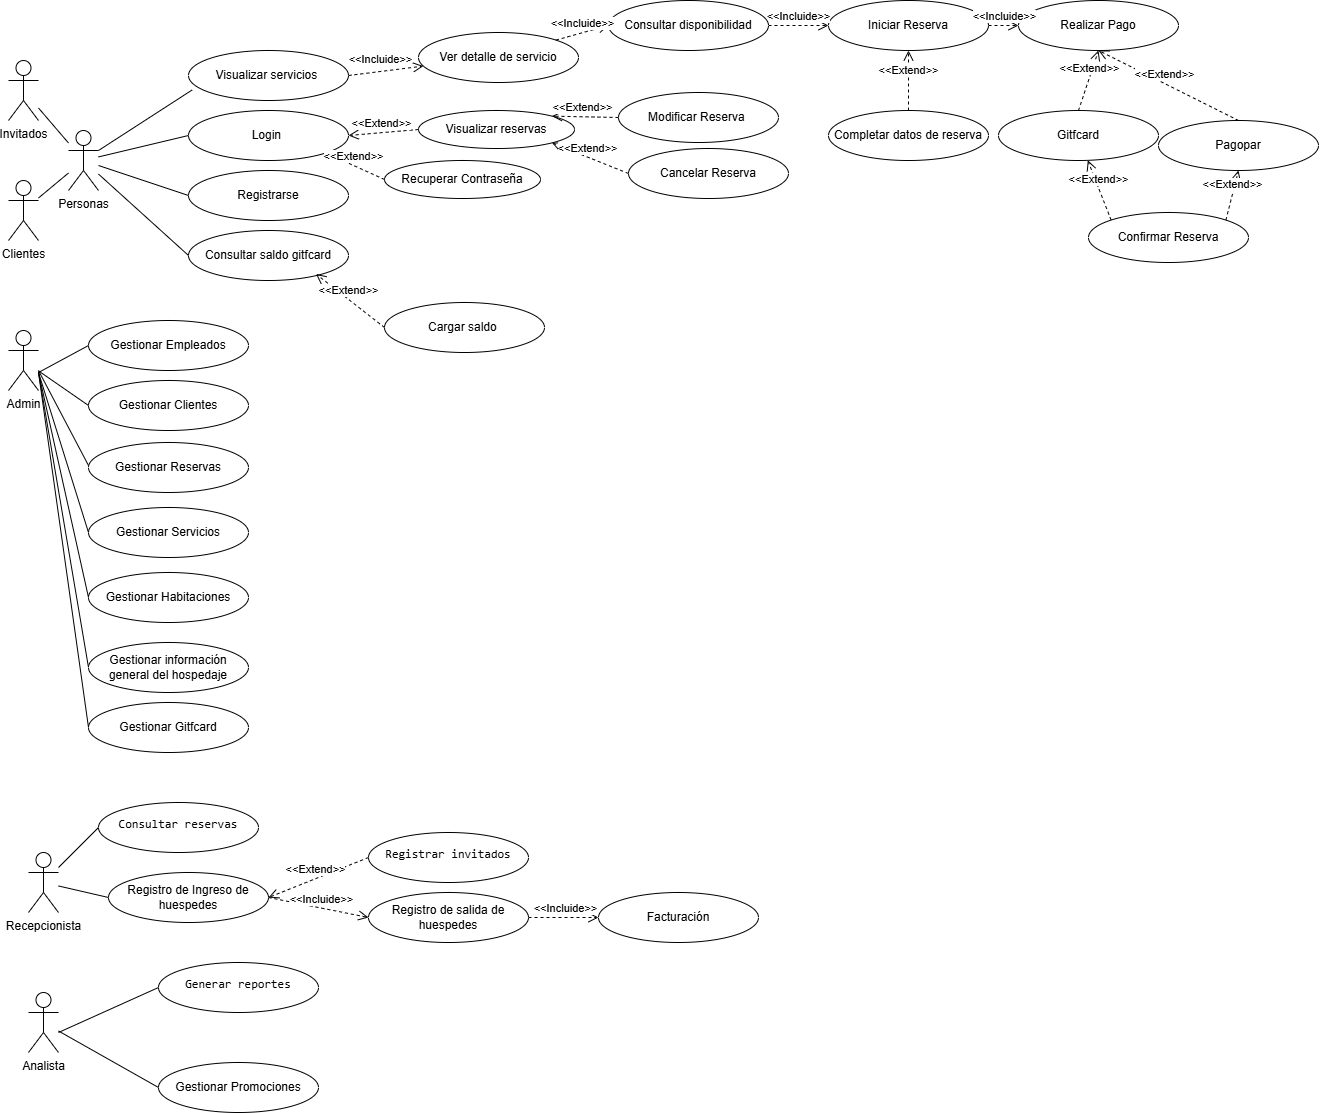 Invitados
Personas
Clientes
Visualizar servicios
<<Incluide>>
Ver detalle de servicio
<<Incluide>>
Consultar disponibilidad
<<Incluide>>
Iniciar Reserva
<<Incluide>>
Realizar Pago
Login
<<Extend>>
Visualizar reservas
<<Extend>>
Modificar Reserva
<<Extend>>
Cancelar Reserva
<<Extend>>
Recuperar Contraseña
<<Extend>>
Completar datos de reserva
<<Extend>>
Gitfcard
<<Extend>>
Pagopar
<<Extend>>
<<Extend>>
Confirmar Reserva
Registrarse
Consultar saldo gitfcard
<<Extend>>
Cargar saldo
Admin
Gestionar Empleados
Gestionar Clientes
Gestionar Reservas
Gestionar Servicios
Gestionar Habitaciones
Gestionar información
general del hospedaje
Gestionar Gitfcard
Recepcionista
Consultar reservas
Registro de Ingreso de
huespedes
<<Extend>>
Registrar invitados
<<Incluide>>
Registro de salida de
huespedes
<<Incluide>>
Facturación
Analista
Generar reportes
Gestionar Promociones